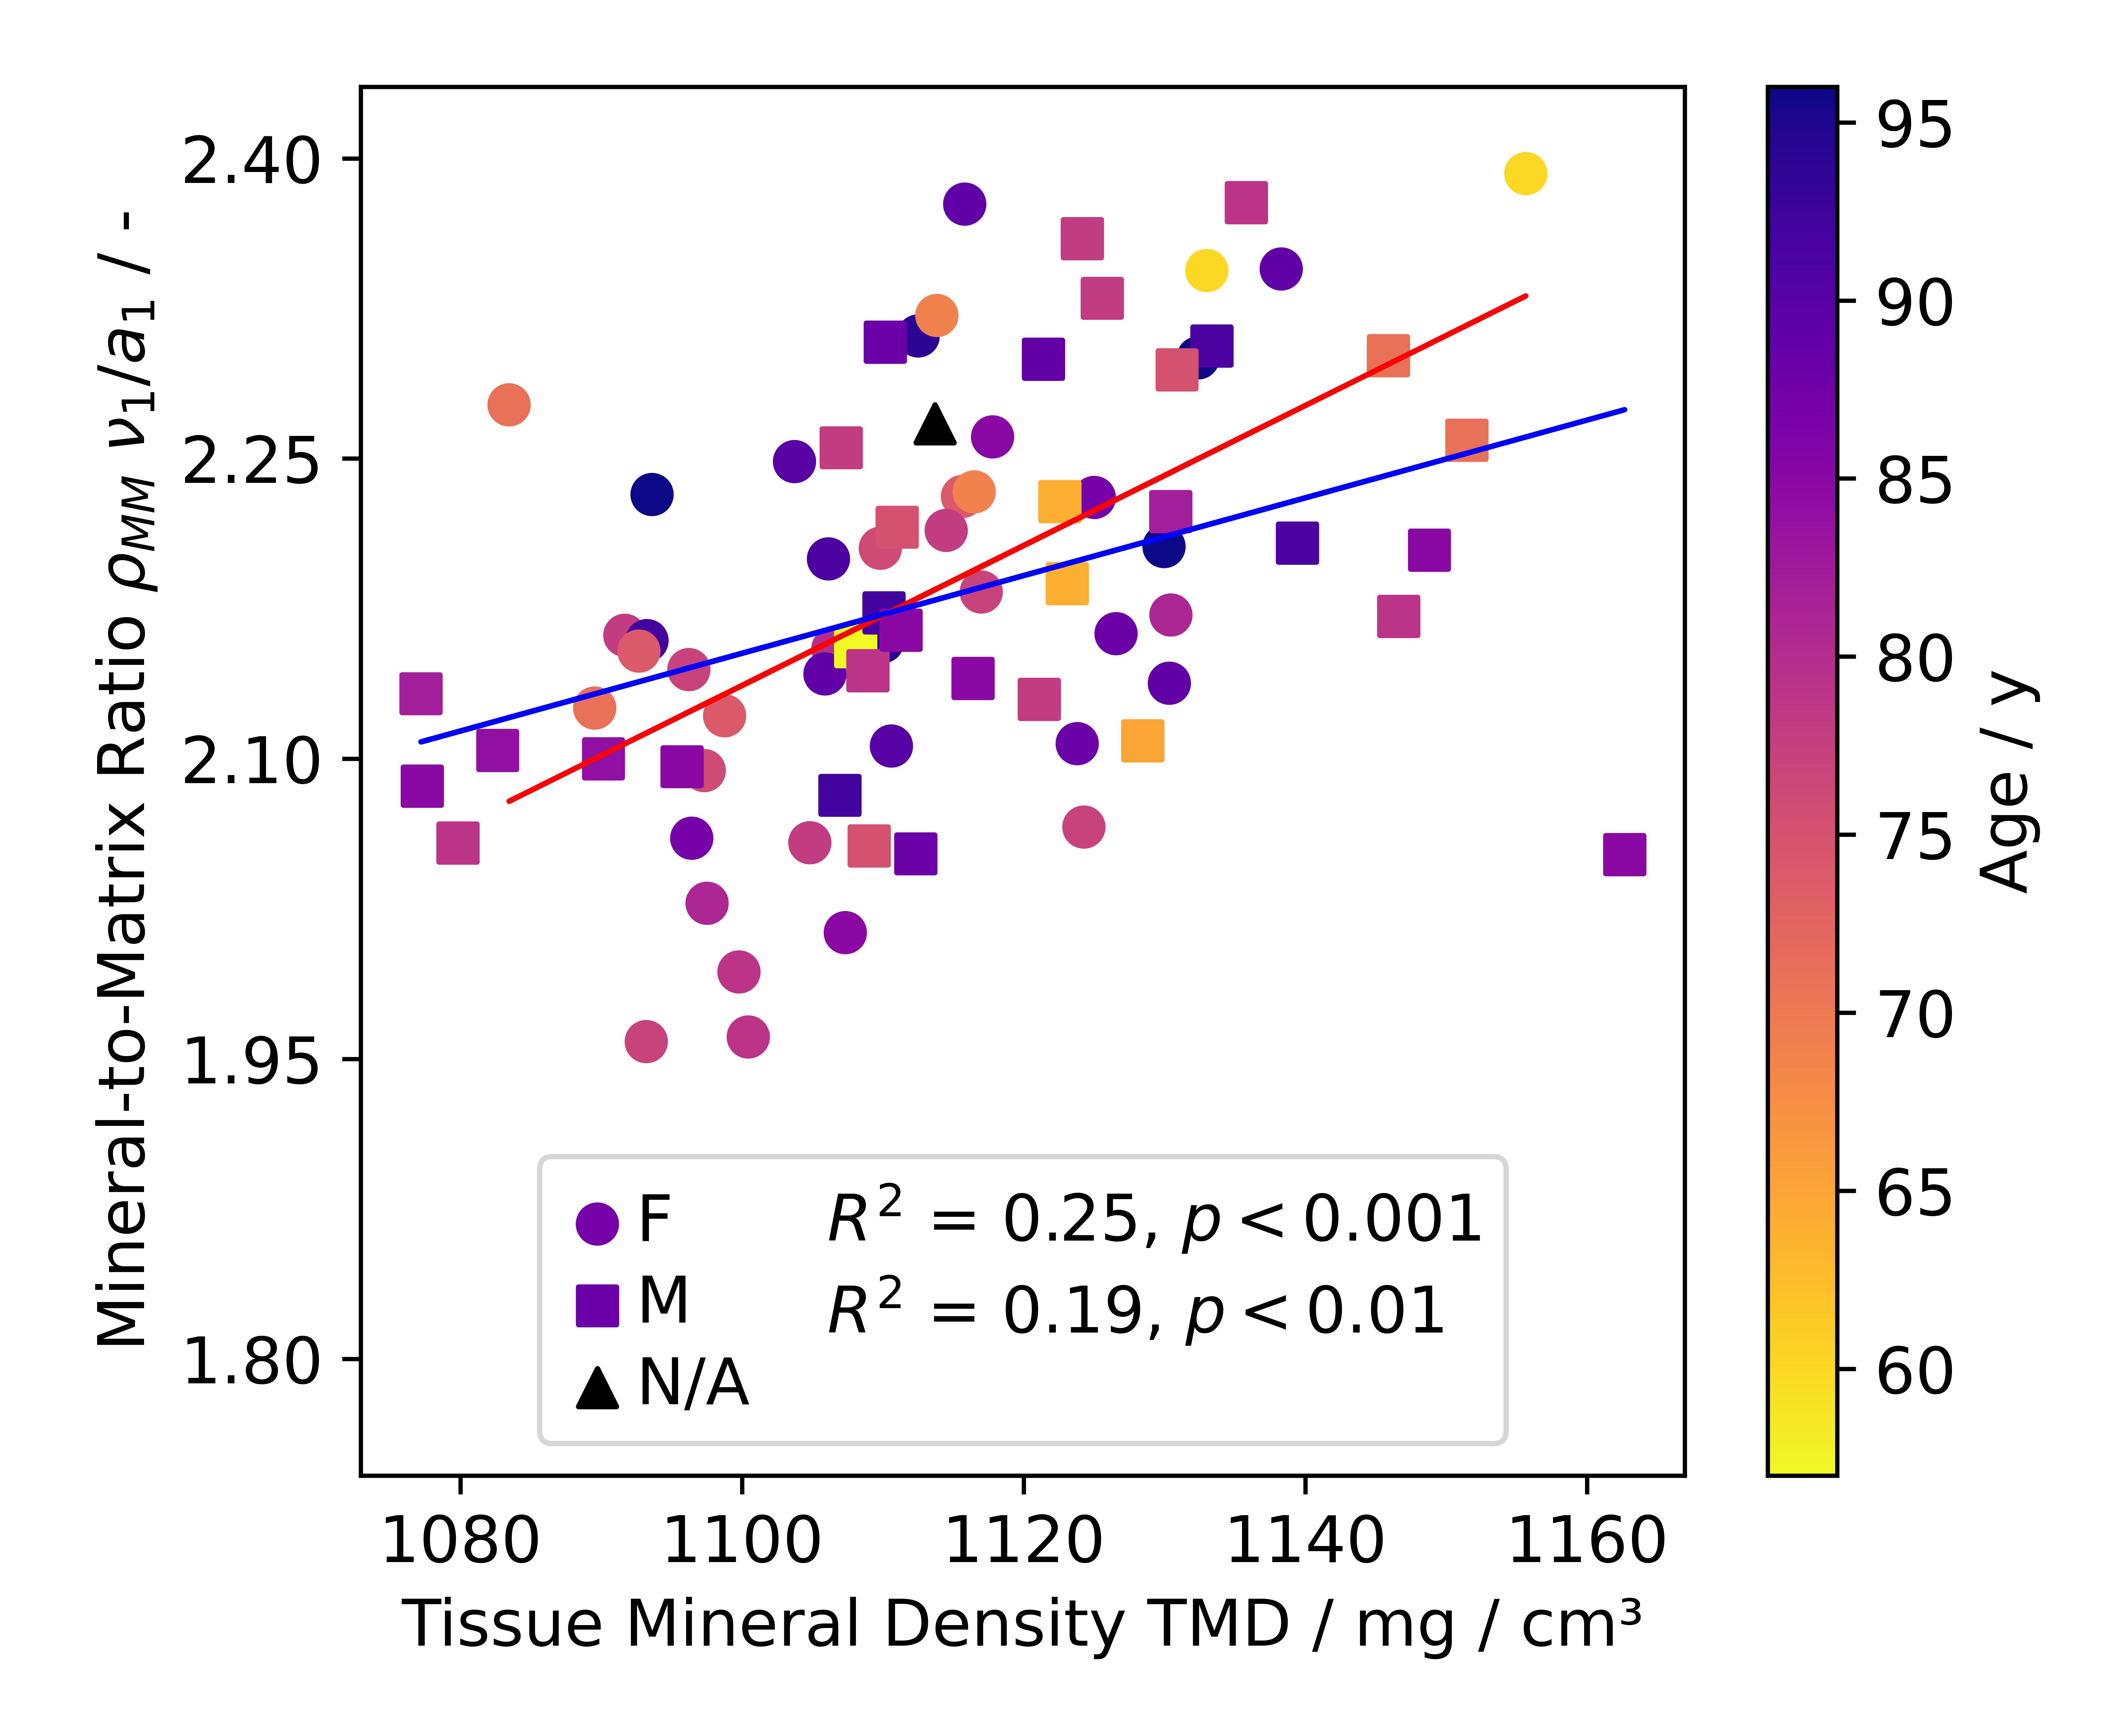 Mineral-to-Matrix Ratio ρMM ν1/a1 / -
2.40
2.25
2.10
1.95
1.80
F R² = 0.25, p < 0.001
M R² = 0.19, p < 0.01
N/A
1080 1100 1120 1140 1160
Tissue Mineral Density TMD / mg / cm³
95
90
85
80
75
70
65
60
Age / y